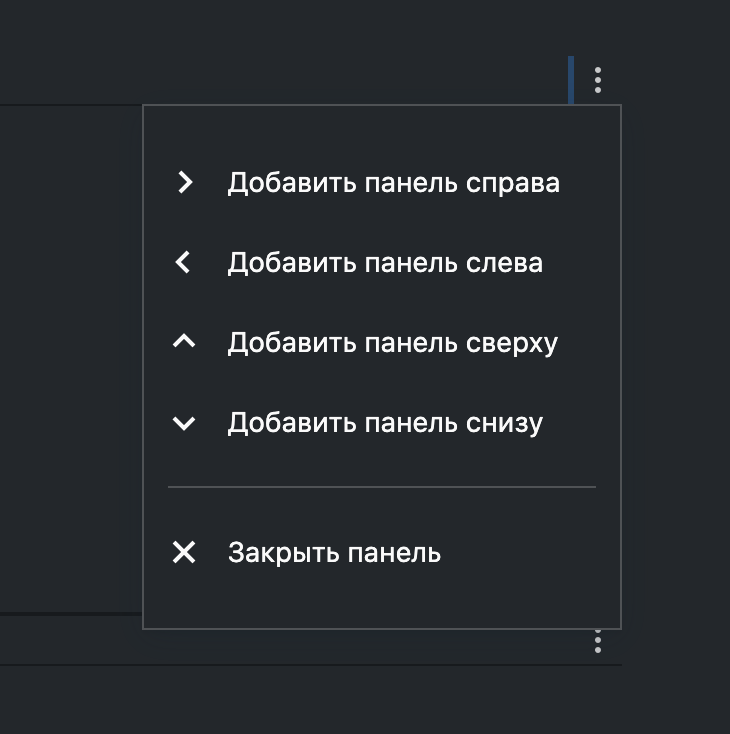 Добавить панель справа
Добавить панель слева
Добавить панель сверху
Добавить панель снизу
Закрыть панель